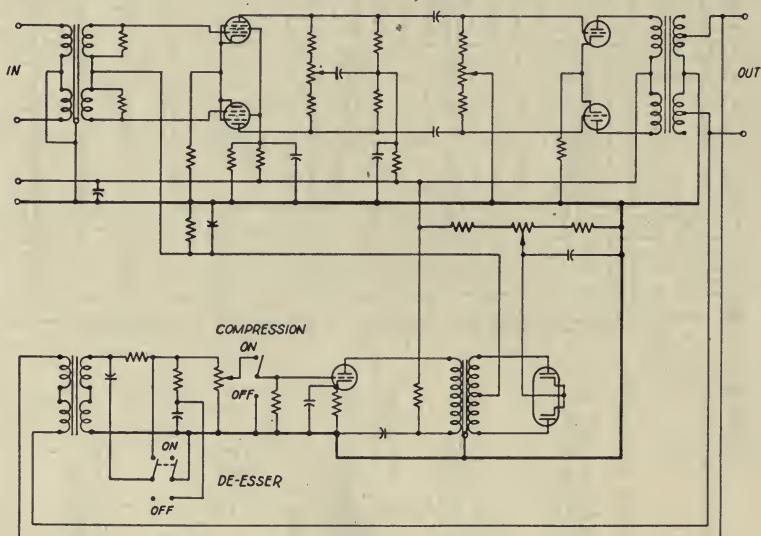 IN
OUT
COMPRESSION
ON
OFF
ON
DE-ESSER
OFF